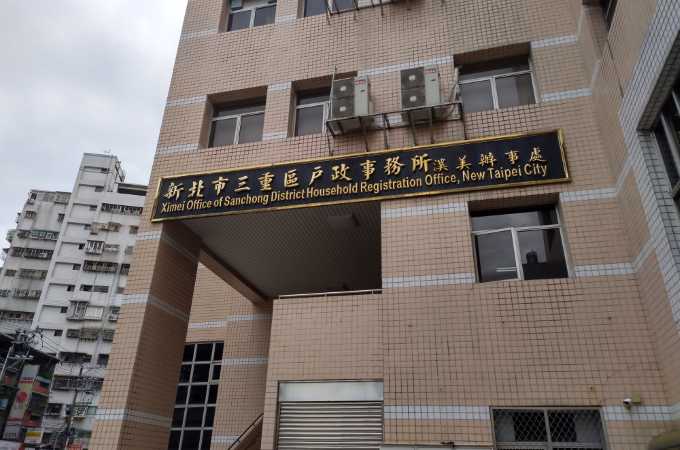 新北市三重區戶政事務所溪美辦事處
Ximei Office of Sanchong District Household Registration Office, New Taipei City